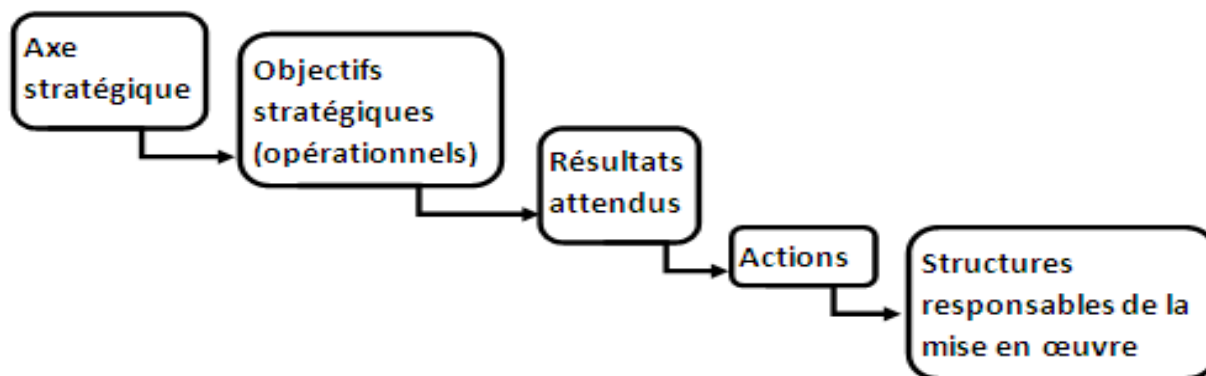 Axe
stratégique
Objectifs
stratégiques
(opérationnels)
Résultats
attendus
Actions
Structures
responsables de la
mise en œuvre